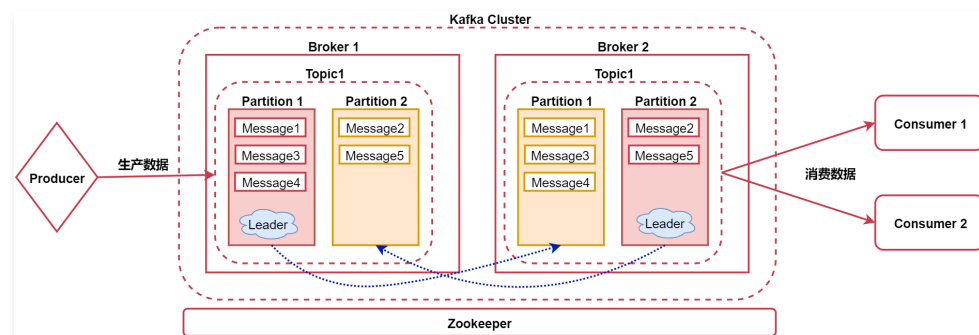 Kafka Cluster
Broker 1
Broker 2
Topic1
Topic1
Partition 1
Partition 2
Partition 1
Partition 2
Message1
Message2
Message1
Message2
Message3
Message5
Message3
Message5
Message4
Message4
Leader
Leader
Producer
生产数据
消费数据
Consumer 1
Consumer 2
Zookeeper